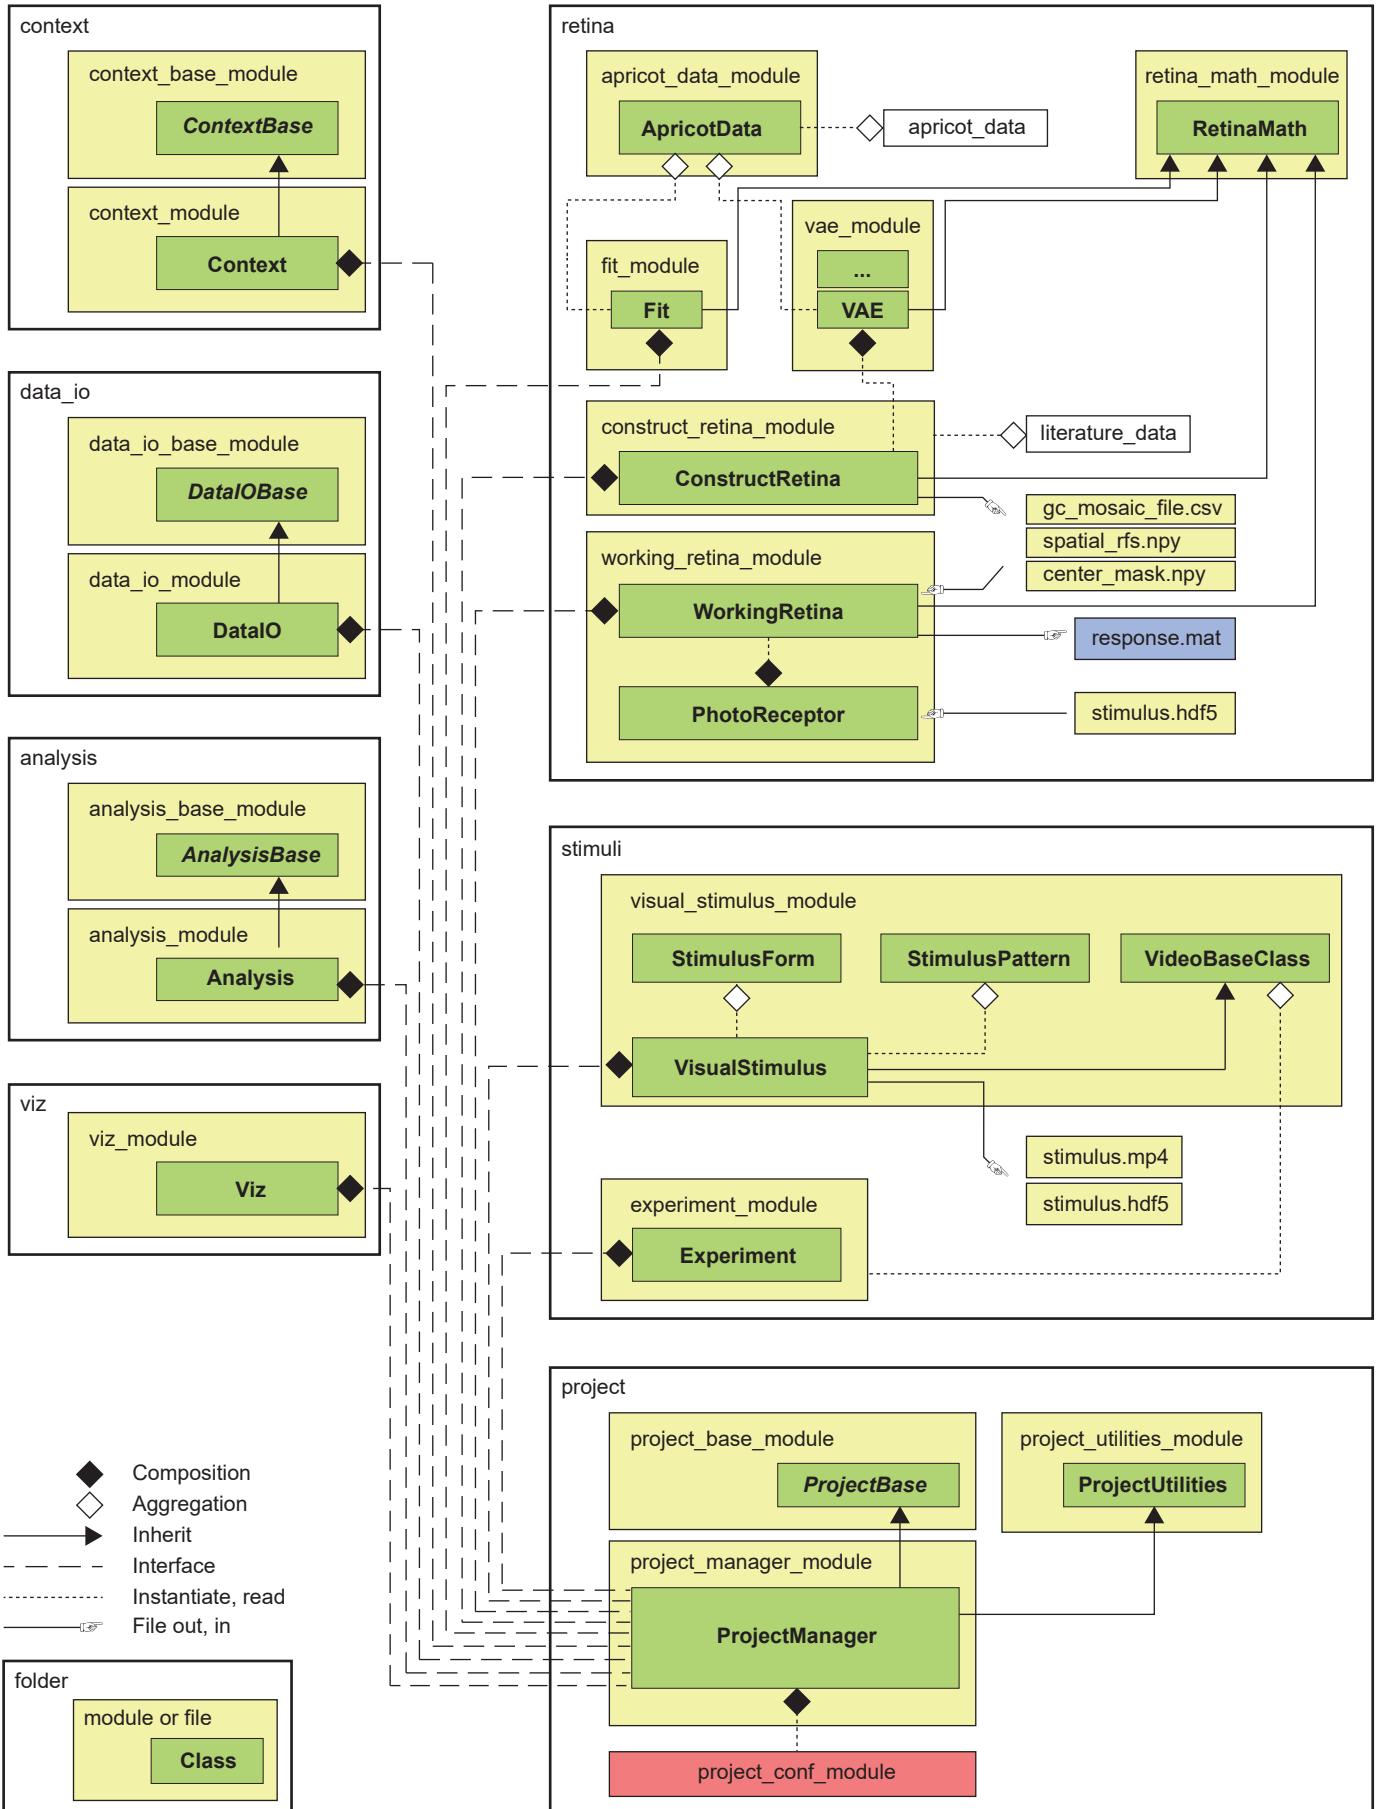 context
context_base_module
ContextBase
context_module
Context
data_io
data_io_base_module
DataIOBase
data_io_module
DataIO
analysis
analysis_base_module
AnalysisBase
analysis_module
Analysis
viz
viz_module
Viz
Composition
Aggregation
Inherit
Interface
Instantiate, read
File out, in
folder
module or file
Class
retina
apricot_data_module
ApricotData
apricot_data
retina_math_module
RetinaMath
vae_module
...
VAE
fit_module
Fit
construct_retina_module
ConstructRetina
literature_data
gc_mosaic_file.csv
spatial_rfs.npy
center_mask.npy
working_retina_module
WorkingRetina
response.mat
PhotoReceptor
stimulus.hdf5
stimuli
visual_stimulus_module
StimulusForm
StimulusPattern
VideoBaseClass
VisualStimulus
stimulus.mp4
stimulus.hdf5
experiment_module
Experiment
project
project_base_module
ProjectBase
project_utilities_module
ProjectUtilities
project_manager_module
ProjectManager
project_conf_module